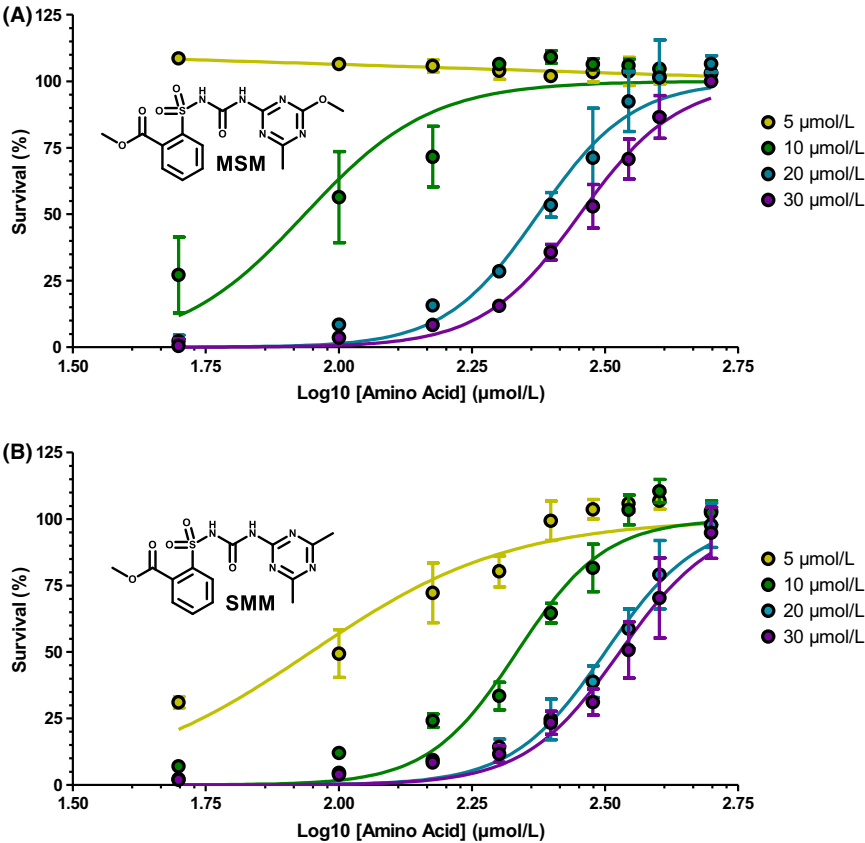 (A)
125
100
75
50
25
0
Survival (%)
1.50 1.75 2.00 2.25 2.50 2.75
Log10 [Amino Acid] (µmol/L)
O O O H N H N N O
O S O N N
O
MSM
5 µmol/L
10 µmol/L
20 µmol/L
30 µmol/L
(B)
125
100
75
50
25
0
Survival (%)
1.50 1.75 2.00 2.25 2.50 2.75
Log10 [Amino Acid] (µmol/L)
O O O H N H N N
O S O N N
O
SMM
5 µmol/L
10 µmol/L
20 µmol/L
30 µmol/L